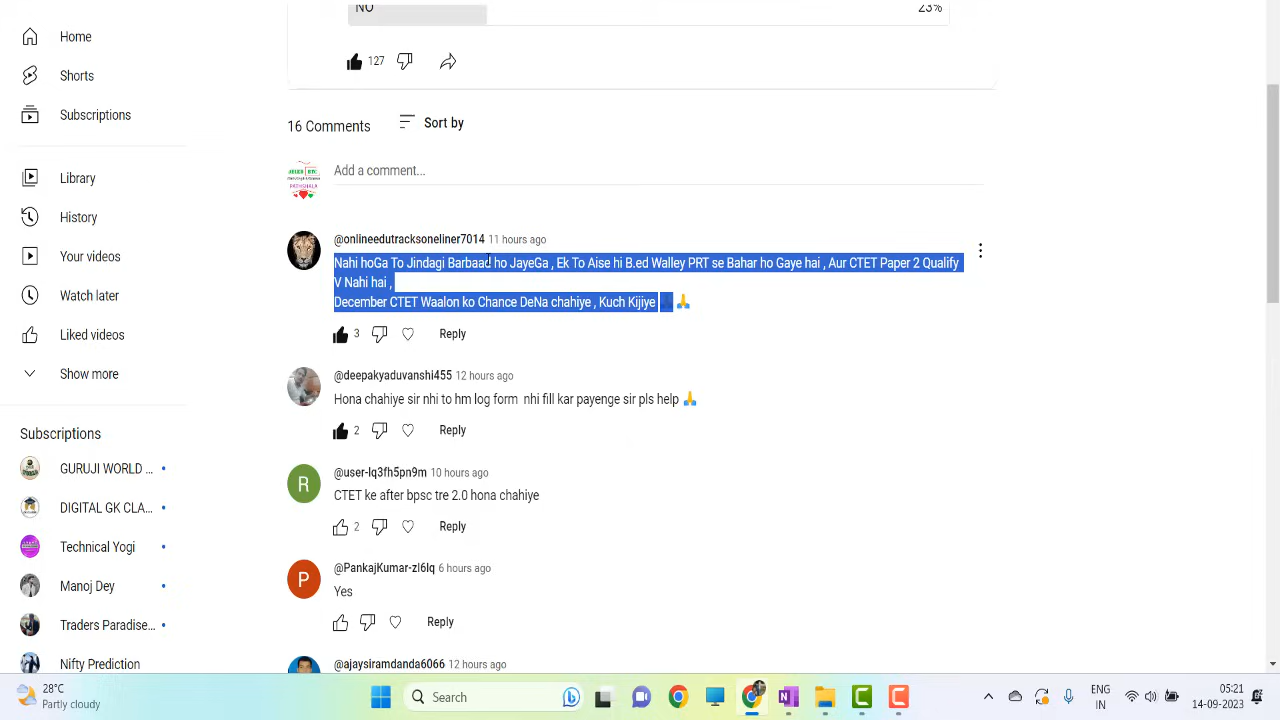 NO
23%
Home
127
Shorts
Subscriptions
16 Comments
Sort by
Add a comment...
Library
History
@onlineedutracksoneliner7014 11 hours ago
Your videos
Nahi hoGa To Jindagi Barbaad ho JayeGa , Ek To Aise hi B.ed Walley PRT se Bahar ho Gaye hai , Aur CTET Paper 2 Qualify
V Nahi hai ,
Watch later
December CTET Waalon ko Chance DeNa chahiye , Kuch Kijiye 🙏🙏
Liked videos
3
Reply
Show more
@deepakyaduvanshi455 12 hours ago
Hona chahiye sir nhi to hm log form nhi fill kar payenge sir pls help 🙏
2
Reply
Subscriptions
GURUJI WORLD ...
R
@user-lq3fh5pn9m 10 hours ago
CTET ke after bpsc tre 2.0 hona chahiye
DIGITAL GK CLA...
2
Reply
Technical Yogi
Manoj Dey
P
@PankajKumar-zl6lq 6 hours ago
Yes
Traders Paradise...
Reply
Nifty Prediction
@ajaysiramdanda6066 12 hours ago
28°C
Partly cloudy
Search
ENG
IN
05:21
14-09-2023